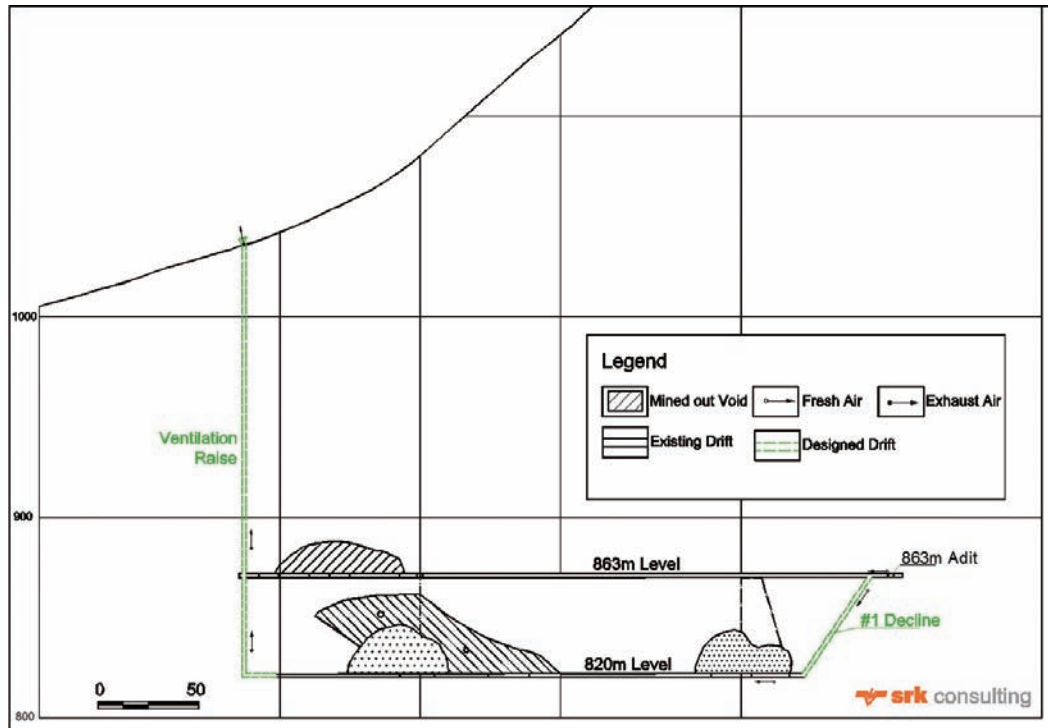 1000
Legend
Mined out Void
Fresh Air
Exhaust Air
Existing Drift
Designed Drift
Ventilation
Raise
900
863m Level
863m Adit
#1 Decline
820m Level
0 50
srk consulting
800